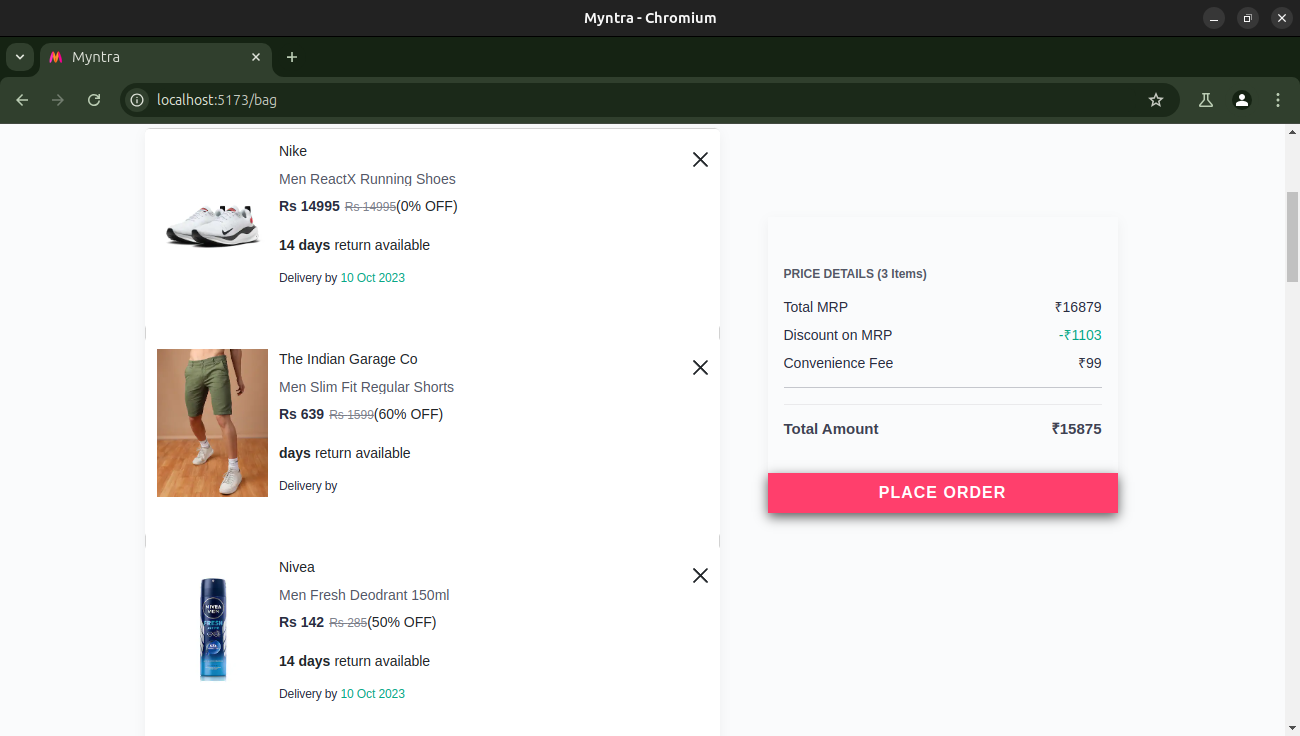 Myntra - Chromium
Myntra
localhost:5173/bag
Nike
Men ReactX Running Shoes
Rs 14995 Rs 14995(0% OFF)
14 days return available
Delivery by 10 Oct 2023
The Indian Garage Co
Men Slim Fit Regular Shorts
Rs 639 Rs 1599(60% OFF)
days return available
Delivery by
NIVEA
MEN
FRESH
Nivea
Men Fresh Deodrant 150ml
Rs 142 Rs 285(50% OFF)
14 days return available
Delivery by 10 Oct 2023
PRICE DETAILS (3 Items)
Total MRP ₹16879
Discount on MRP -₹1103
Convenience Fee ₹99
Total Amount ₹15875
PLACE ORDER